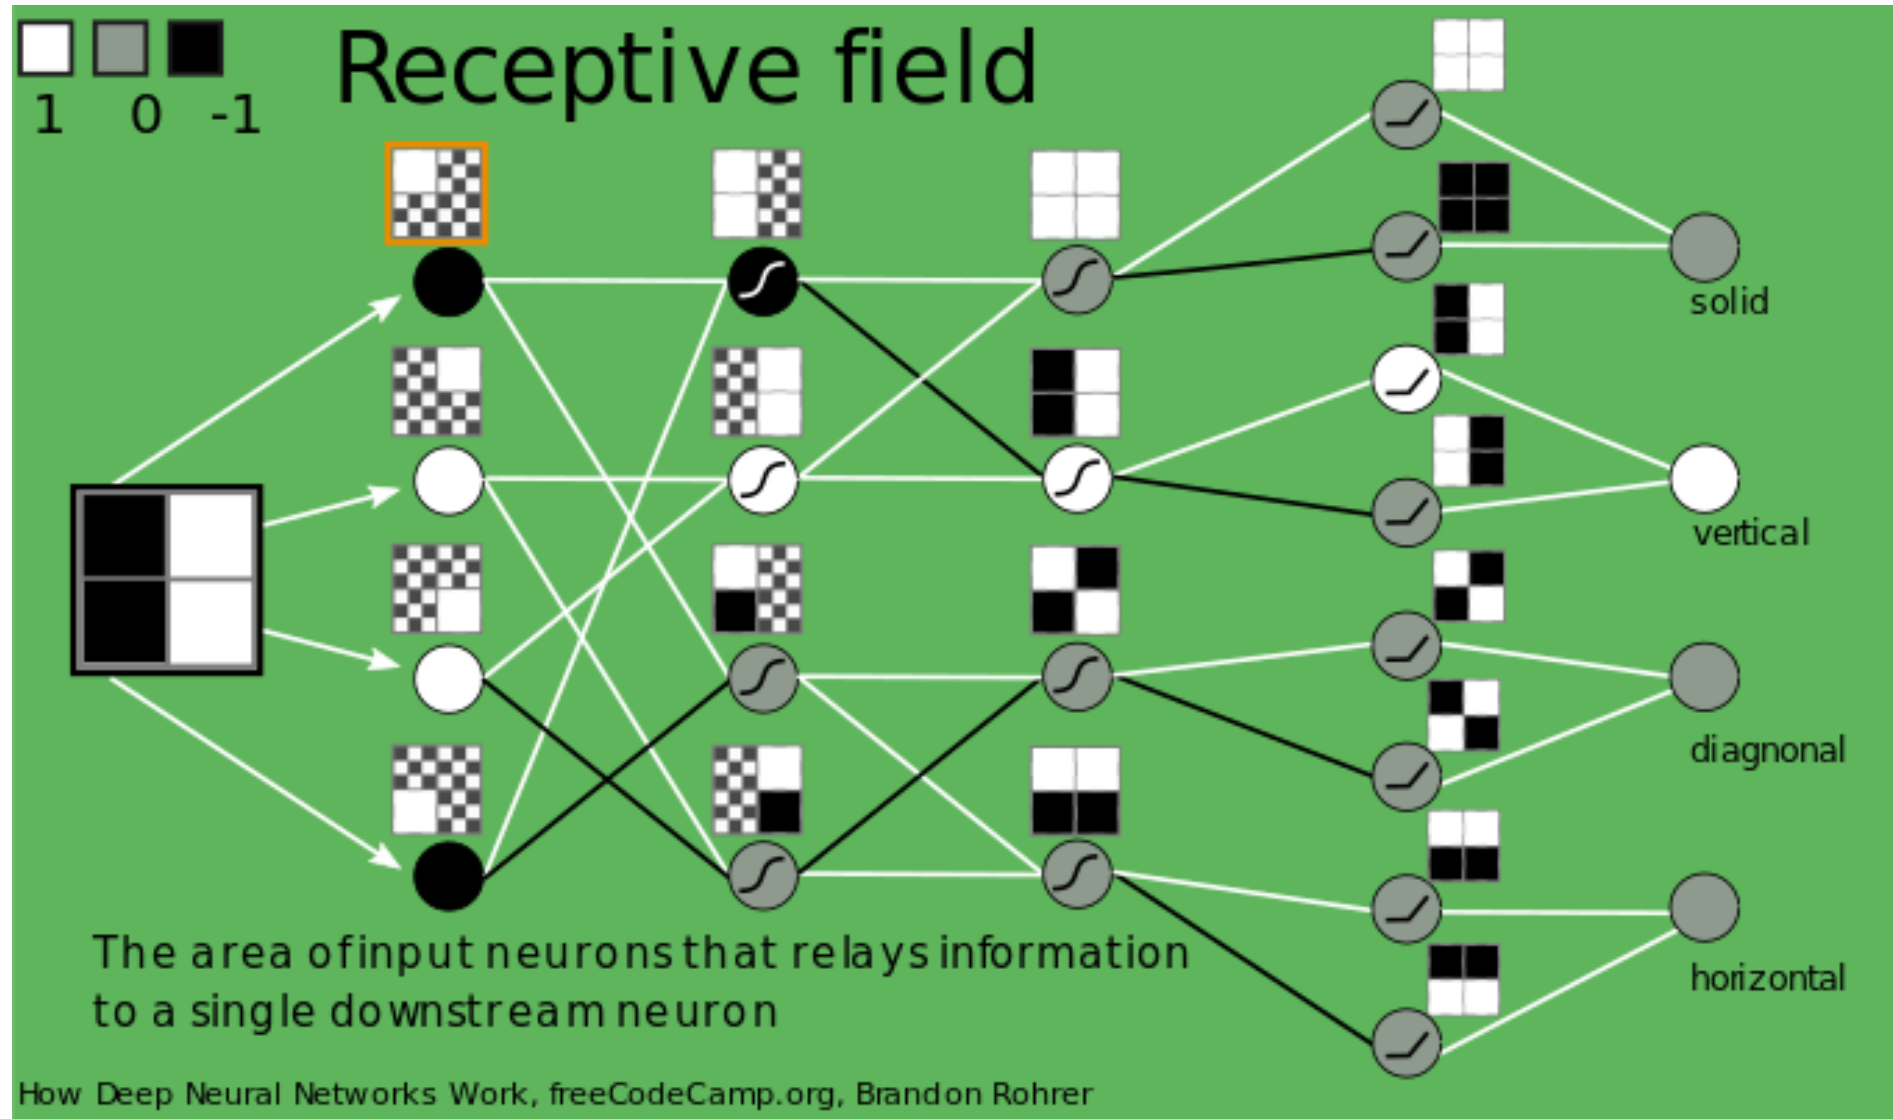 Receptive field
1 0 -1
solid
vertical
diagnonal
horizontal
The area of input neurons that relays information
to a single downstream neuron
How Deep Neural Networks Work, freeCodeCamp.org, Brandon Rohrer